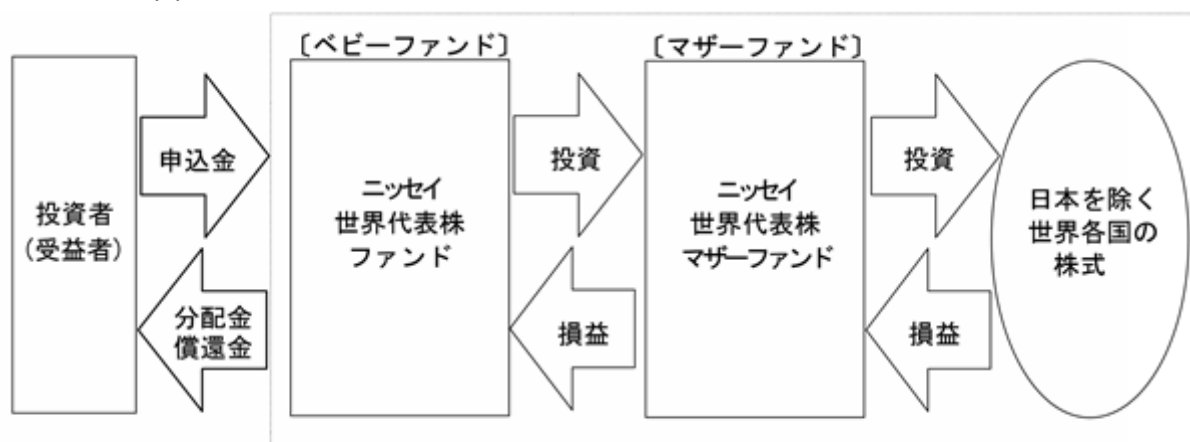 〔ベビーファンド〕
〔マザーファンド〕
投資者
(受益者)
申込金
分配金
償還金
ニッセイ
世界代表株
ファンド
投資
損益
ニッセイ
世界代表株
マザーファンド
投資
損益
日本を除く
世界各国の
株式